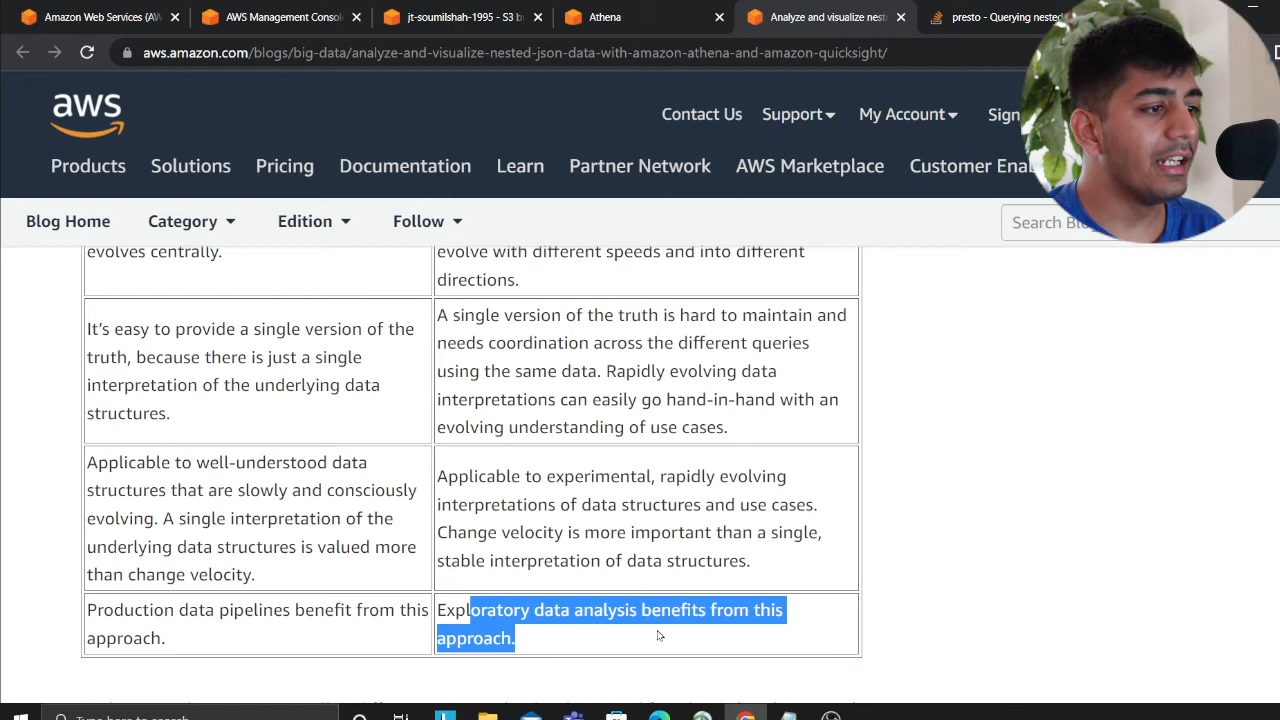 Amazon Web Services (AWS
AWS Management Conso
jt-soumilshah-1995 - S3 b
Athena
Analyze and visualize nest
presto - Querying nested
aws.amazon.com/blogs/big-data/analyze-and-visualize-nested-json-data-with-amazon-athena-and-amazon-quicksight/
aws
Contact Us Support My Account Sign
Products Solutions Pricing Documentation Learn Partner Network AWS Marketplace Customer Ena
Blog Home Category Edition Follow Search Blo
evolves centrally.
evolve with different speeds and into different
directions.
It’s easy to provide a single version of the
truth, because there is just a single
interpretation of the underlying data
structures.
A single version of the truth is hard to maintain and
needs coordination across the different queries
using the same data. Rapidly evolving data
interpretations can easily go hand-in-hand with an
evolving understanding of use cases.
Applicable to well-understood data
structures that are slowly and consciously
evolving. A single interpretation of the
underlying data structures is valued more
than change velocity.
Applicable to experimental, rapidly evolving
interpretations of data structures and use cases.
Change velocity is more important than a single,
stable interpretation of data structures.
Production data pipelines benefit from this
approach.
Exploratory data analysis benefits from this
approach.